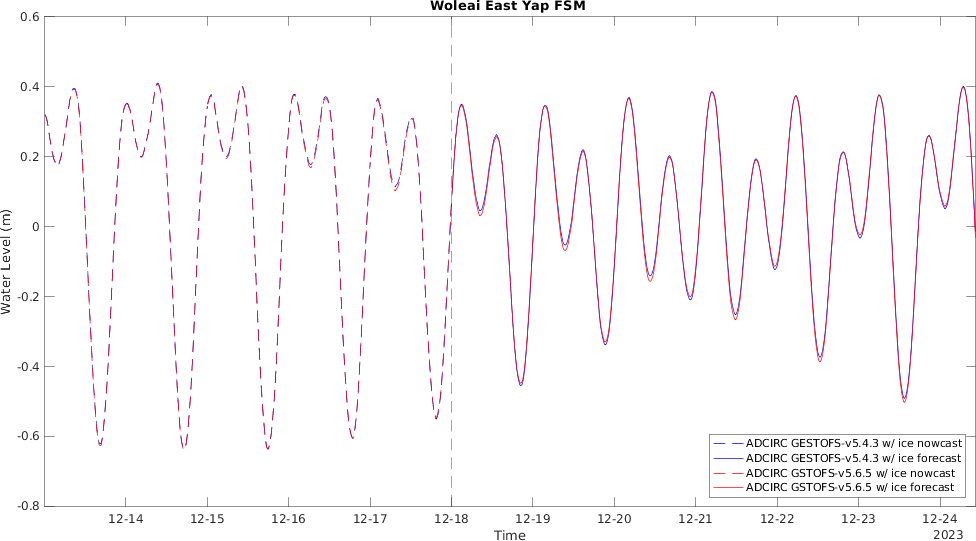 Woleai East Yap FSM
0.6
0.4
0.2
0
-0.2
-0.4
-0.6
-0.8
Water Level (m)
ADCIRC GESTOFS-v5.4.3 w/ ice nowcast
ADCIRC GESTOFS-v5.4.3 w/ ice forecast
ADCIRC GSTOFS-v5.6.5 w/ ice nowcast
ADCIRC GSTOFS-v5.6.5 w/ ice forecast
12-14 12-15 12-16 12-17 12-18 12-19 12-20 12-21 12-22 12-23 12-24
Time 2023